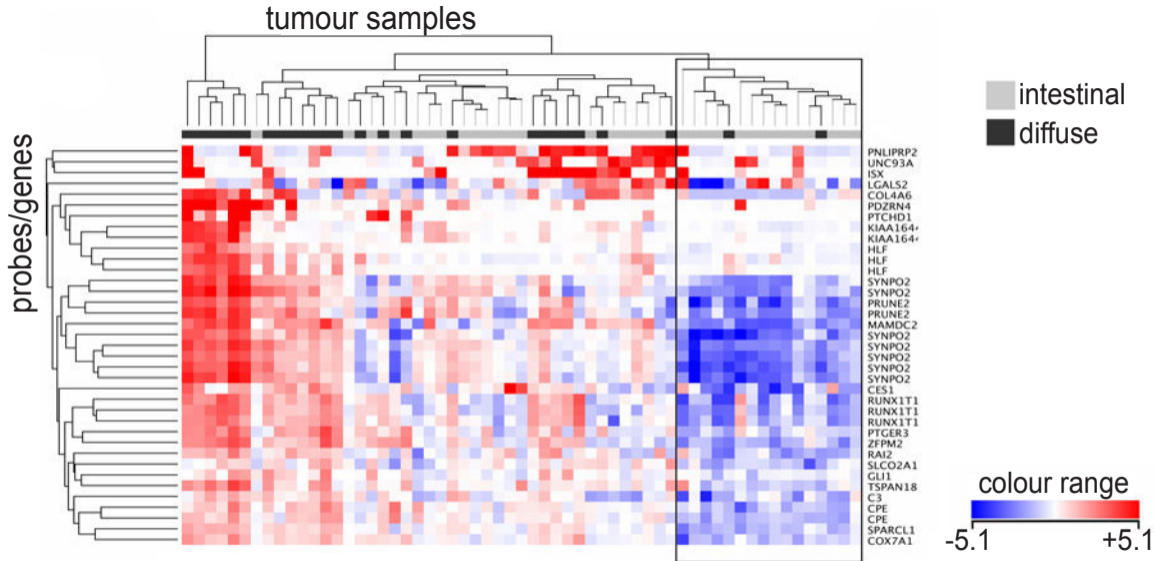 tumour samples
intestinal
diffuse
probes/genes
PNLIPRP2
UNC93A
ISX
LGALS2
COL4A6
PDZRN4
PTCHD1
KIAA164
KIAA164
HLF
HLF
HLF
SYNPO2
SYNPO2
PRUNE2
PRUNE2
MAMDC2
SYNPO2
SYNPO2
SYNPO2
SYNPO2
SYNPO2
CES1
RUNX1T1
RUNX1T1
RUNX1T1
PTGER3
ZFPM2
RAI2
SLCO2A1
GLI1
TSPAN18
C3
CPE
CPE
SPARCL1
COX7A1
colour range
-5.1 +5.1